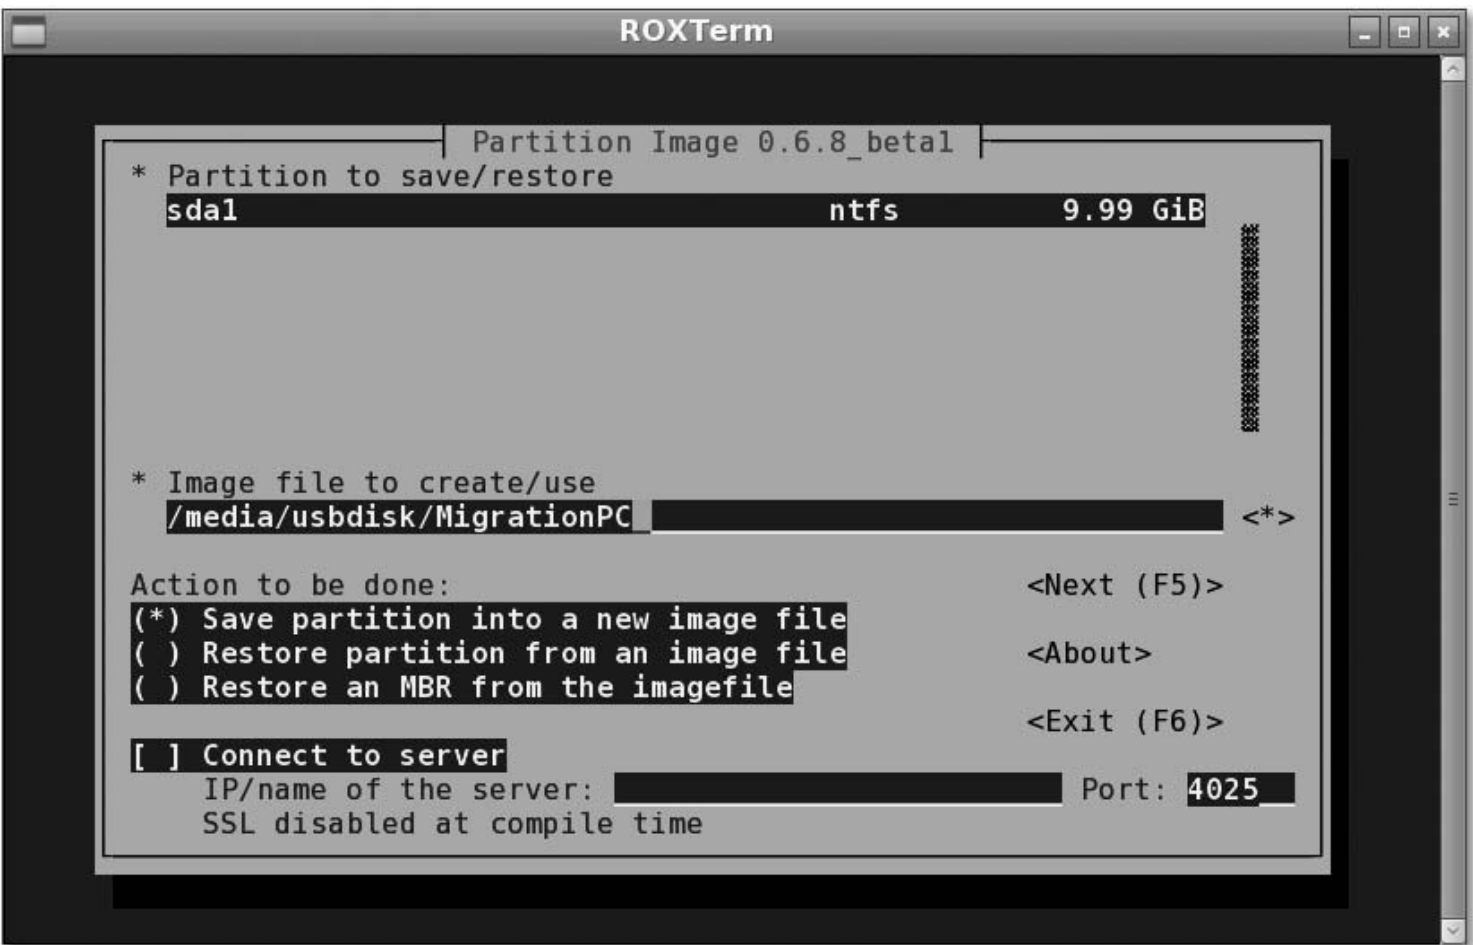 ROXTerm
Partition Image 0.6.8_beta1
* Partition to save/restore
sda1 ntfs 9.99 GiB
* Image file to create/use
/media/usbdisk/MigrationPC_ <*>
Action to be done: <Next (F5)>
(*) Save partition into a new image file
( ) Restore partition from an image file <About>
( ) Restore an MBR from the imagefile
<Exit (F6)>
[ ] Connect to server
IP/name of the server: Port: 4025__
SSL disabled at compile time